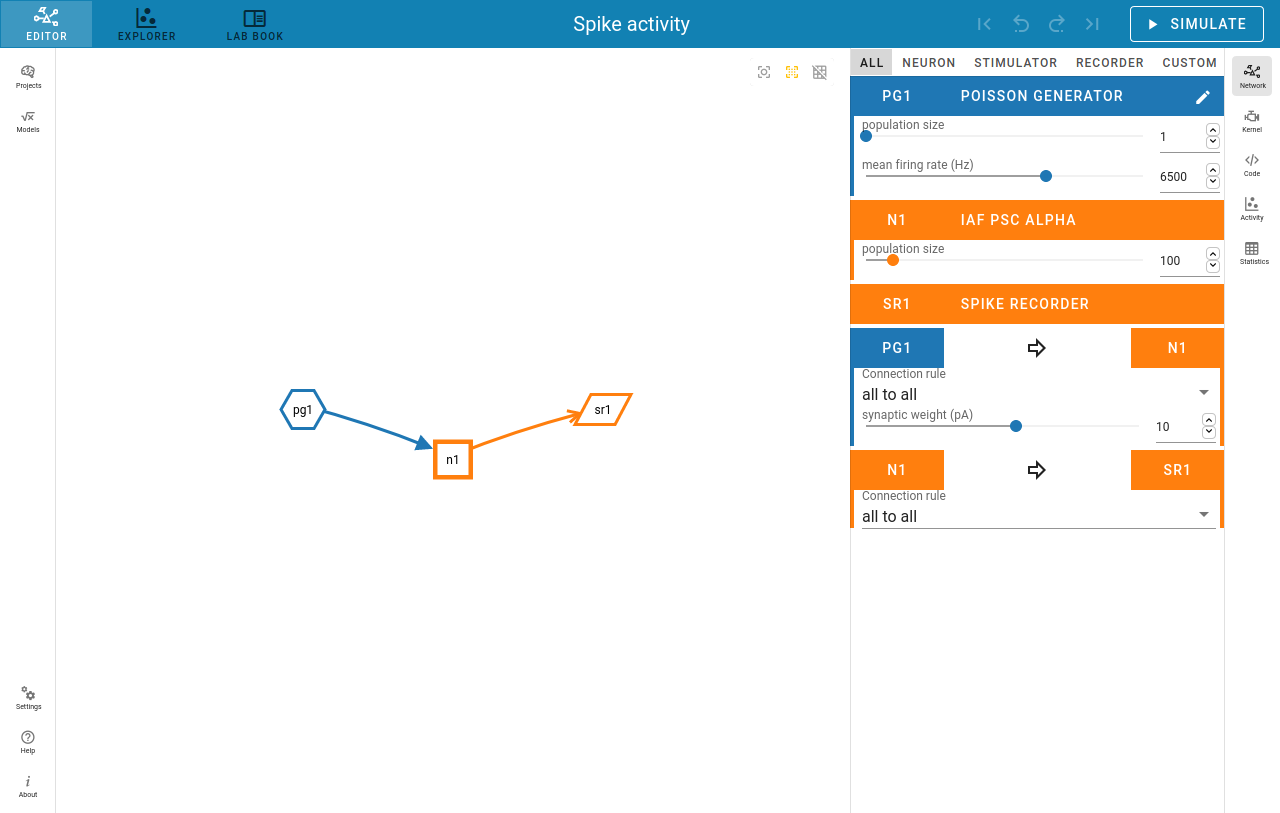 EDITOR
EXPLORER
LAB BOOK
Spike activity
SIMULATE
Projects
Models
Settings
Help
About
pg1
n1
sr1
ALL NEURON STIMULATOR RECORDER CUSTOM
PG1 POISSON GENERATOR
population size
1
mean firing rate (Hz)
6500
N1 IAF PSC ALPHA
population size
100
SR1 SPIKE RECORDER
PG1 N1
Connection rule
all to all
synaptic weight (pA)
10
N1 SR1
Connection rule
all to all
Network
Kernel
Code
Activity
Statistics